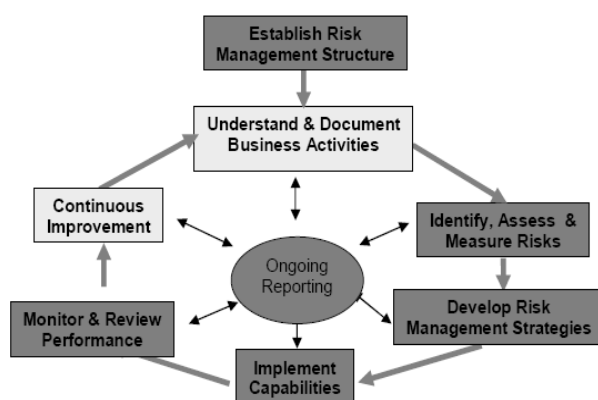 Establish Risk
Management Structure
Understand & Document
Business Activities
Continuous
Improvement
Identify, Assess &
Measure Risks
Ongoing
Reporting
Monitor & Review
Performance
Develop Risk
Management Strategies
Implement
Capabilities